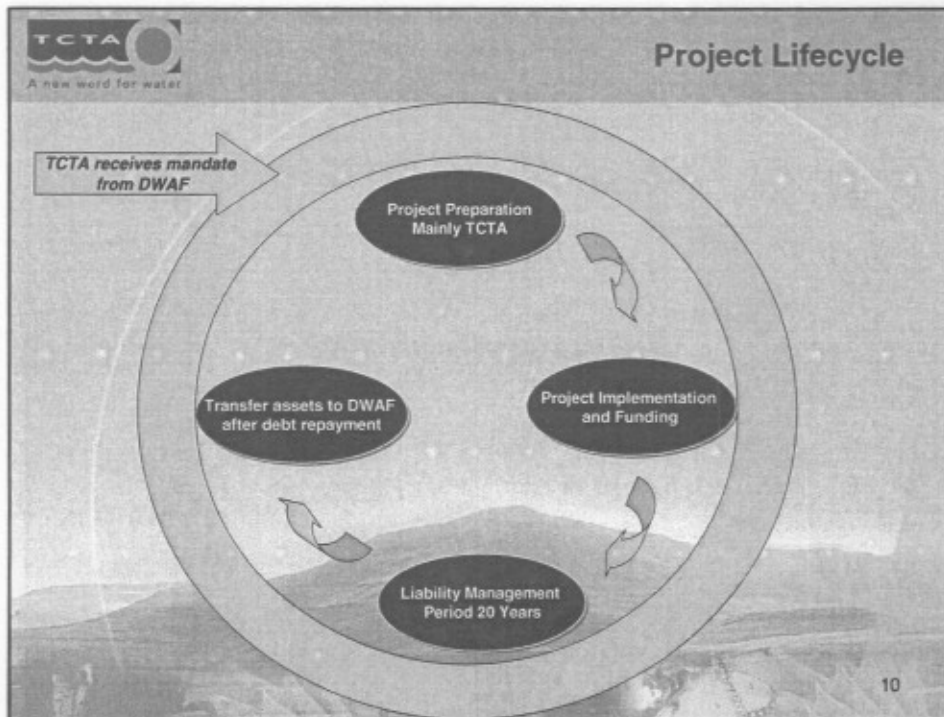 TCTA
A new word for water
Project Lifecycle
TCTA receives mandate
from DWAF
Project Preparation
Mainly TCTA
Transfer assets to DWAF
after debt repayment
Project Implementation
and Funding
Liability Management
Period 20 Years
10